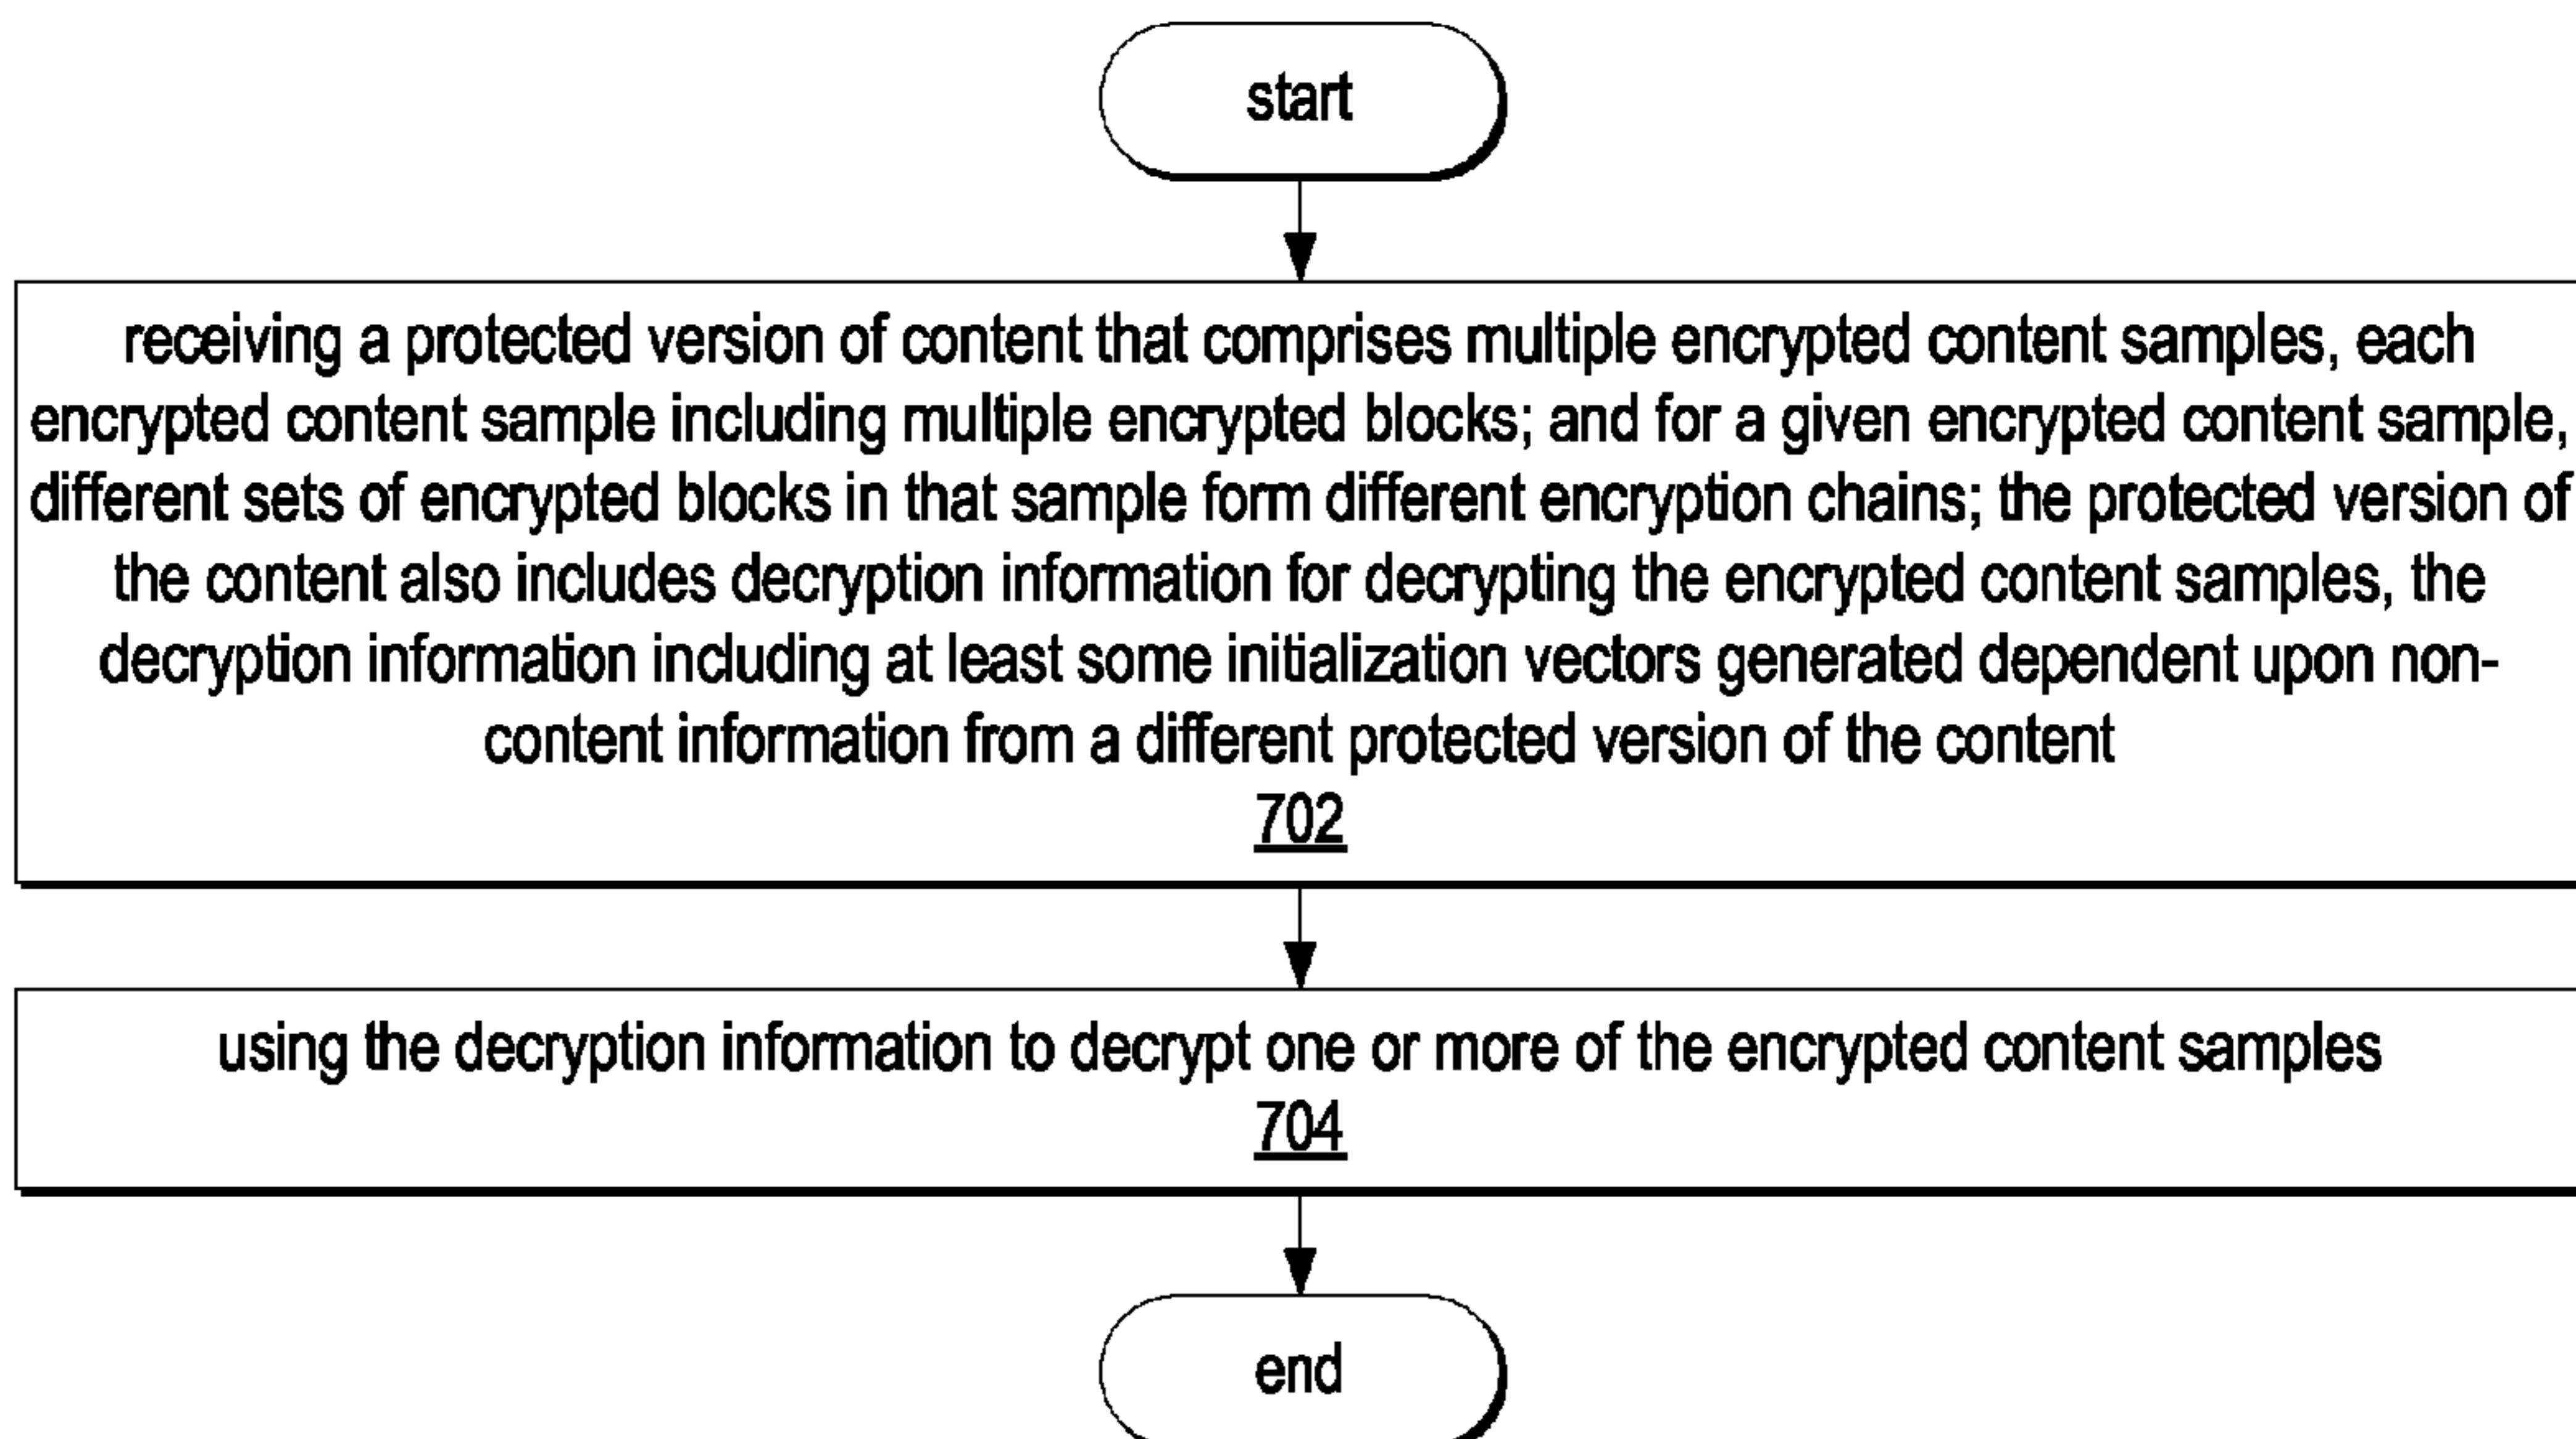 start
receiving a protected version of content that comprises multiple encrypted content samples, each
encrypted content sample including multiple encrypted blocks; and for a given encrypted content sample,
different sets of encrypted blocks in that sample form different encryption chains; the protected version of
the content also includes decryption information for decrypting the encrypted content samples, the
decryption information including at least some initialization vectors generated dependent upon non-
content information from a different protected version of the content
702
using the decryption information to decrypt one or more of the encrypted content samples
704
end